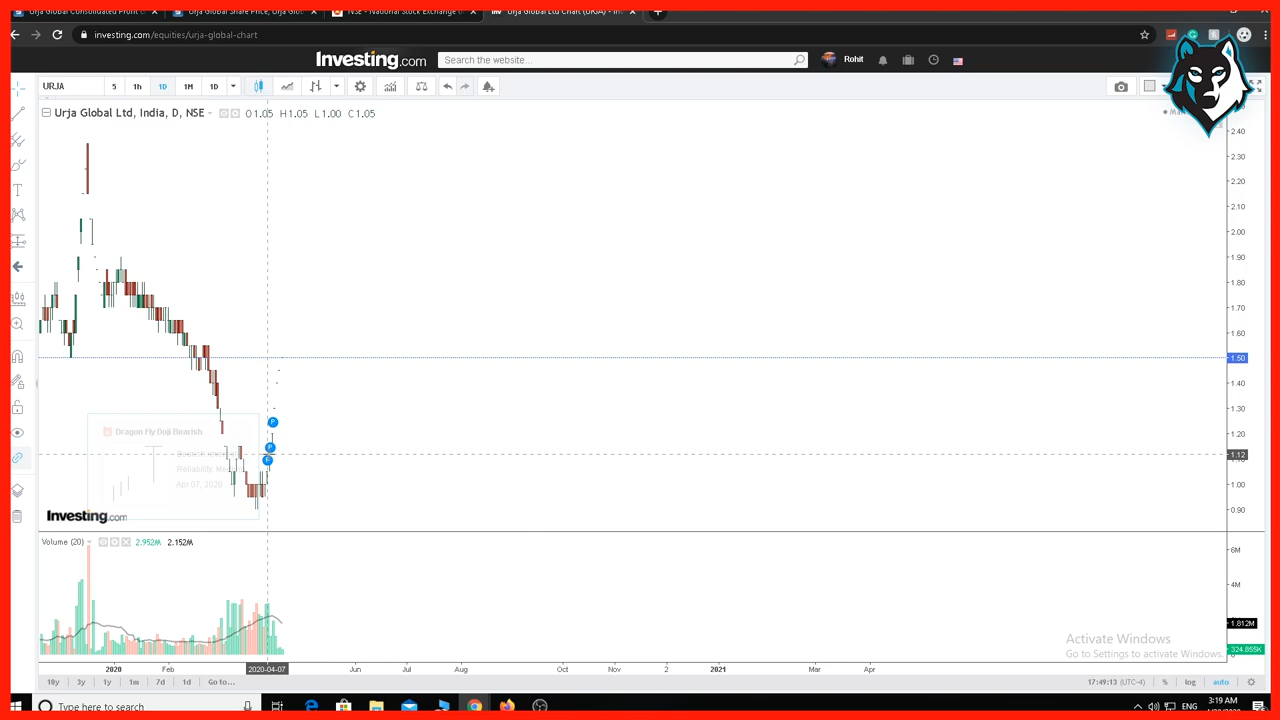 Urja Global Consolidated Profit
Urja Global Share Price, Urja Glo
NSE - National Stock Exchange
Urja Global Ltd Chart (URJA) - In
investing.com/equities/urja-global-chart
Investing.com
Search the website...
Rohit
URJA 5 1h 1D 1M 1D
Urja Global Ltd, India, D, NSE O1.05 H1.05 L1.00 C1.05
2.40
2.30
2.20
2.10
2.00
1.90
1.80
1.70
1.60
1.50
1.40
1.30
1.20
1.12
1.00
0.90
P
P
E
Dragon Fly Doji Bearish
Bearish
Reliability:
Apr 07, 2020
Investing.com
Volume (20) 2.952M 2.152M
6M
4M
1.812M
324.855K
0
Activate Windows
Go to Settings to activate Windows.
2020 Feb 2020-04-07 Jun Jul Aug Oct Nov 2 2021 Mar Apr
10y 3y 1y 1m 7d 1d Go to... 17:49:13 (UTC-4) % log auto
Type here to search
ENG
3:19 AM